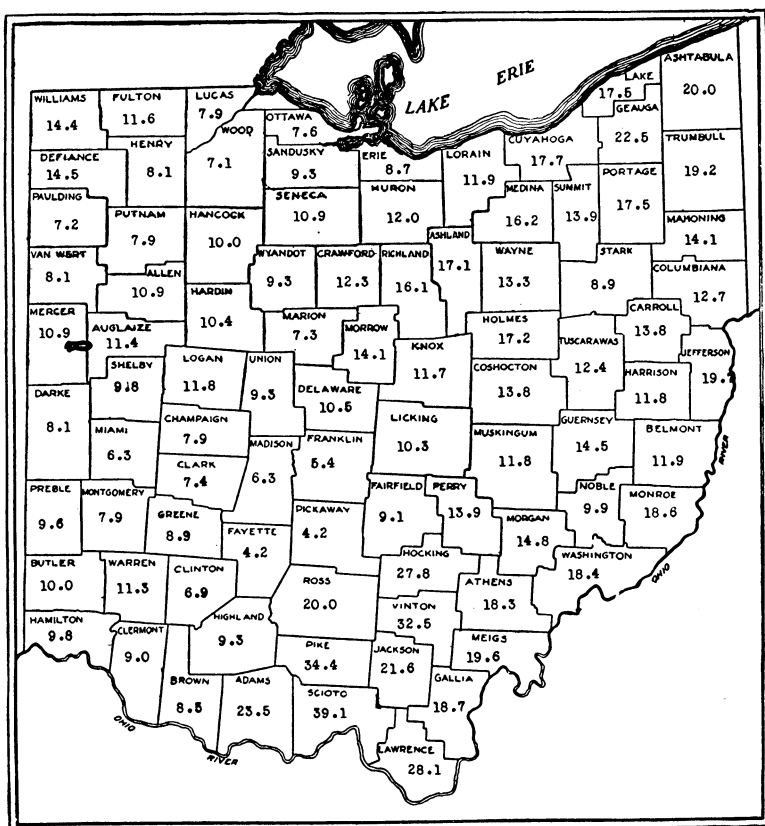 LAKE ERIE
WILLIAMS
14.4
FULTON
11.6
LUCAS
7.9
OTTAWA
7.6
WOOD
7.1
HENRY
8.1
DEFIANCE
14.5
SANDUSKY
9.3
ERIE
8.7
LORAIN
11.9
CUYAHOGA
17.7
LAKE
17.5
GEAUGA
22.5
ASHTABULA
20.0
TRUMBULL
19.2
PAULDING
7.2
PUTNAM
7.9
HANCOCK
10.0
SENECA
10.9
HURON
12.0
MEDINA
16.2
SUMMIT
13.9
PORTAGE
17.5
MAHONING
14.1
VAN WERT
8.1
ALLEN
10.9
WYANDOT
9.3
CRAWFORD
12.3
RICHLAND
16.1
ASHLAND
17.1
WAYNE
13.3
STARK
8.9
COLUMBIANA
12.7
MERCER
10.9
AUGLAIZE
11.4
HARDIN
10.4
MARION
7.3
MORROW
14.1
KNOX
11.7
HOLMES
17.2
TUSCARAWAS
12.4
CARROLL
13.8
JEFFERSON
HARRISON
11.8
SHELBY
9.8
LOGAN
11.8
UNION
9.3
DELAWARE
10.5
COSHOCTON
13.8
DARKE
8.1
MIAMI
6.3
CHAMPAIGN
7.9
CLARK
7.4
MADISON
6.3
FRANKLIN
5.4
LICKING
10.3
MUSKINGUM
11.8
GUERNSEY
14.5
BELMONT
11.9
PREBLE
9.6
MONTGOMERY
7.9
GREENE
8.9
FAYETTE
4.2
PICKAWAY
4.2
FAIRFIELD
9.1
PERRY
13.9
MORGAN
14.8
NOBLE
9.9
MONROE
18.6
BUTLER
10.0
WARREN
11.3
CLINTON
6.9
ROSS
20.0
HOCKING
27.8
ATHENS
18.3
WASHINGTON
18.4
HAMILTON
9.8
CLERMONT
9.0
HIGHLAND
9.3
PIKE
34.4
VINTON
32.5
JACKSON
21.6
MEIGS
19.6
BROWN
8.5
ADAMS
23.5
SCIOTO
39.1
GALLIA
18.7
LAWRENCE
28.1
OHIO RIVER
OHIO RIVER